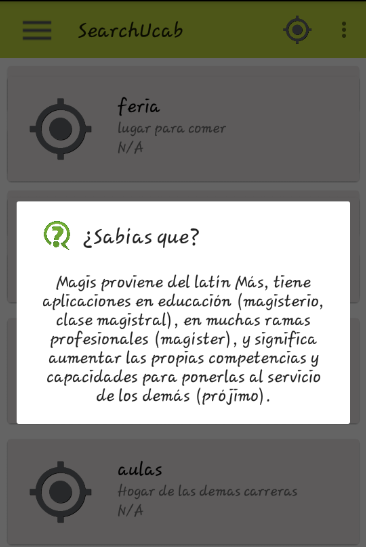 SearchUcab
feria
lugar para comer
N/A
¿Sabias que?
Magis proviene del latín Más, tiene
aplicaciones en educación (magisterio,
clase magistral), en muchas ramas
profesionales (magister), y significa
aumentar las propias competencias y
capacidades para ponerlas al servicio
de los demás (prójimo).
aulas
Hogar de las demas carreras
N/A